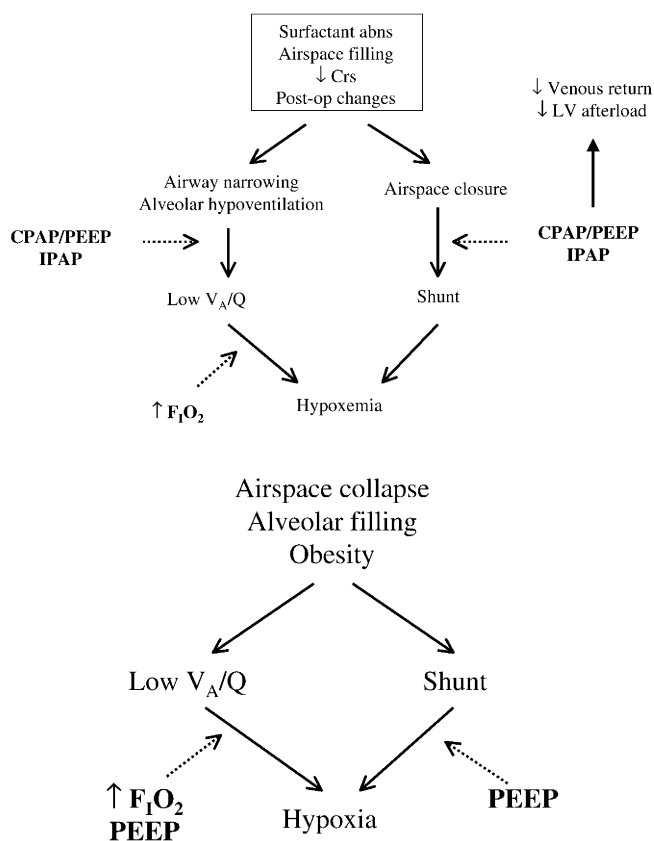 Surfactant abns
Airspace filling
↓ Crs
Post-op changes
↓ Venous return
↓ LV afterload
Airway narrowing
Alveolar hypoventilation
Airspace closure
CPAP/PEEP
IPAP
CPAP/PEEP
IPAP
Low VA/Q
Shunt
↑ FIO2
Hypoxemia
Airspace collapse
Alveolar filling
Obesity
Low VA/Q
Shunt
↑ FIO2
PEEP
PEEP
Hypoxia